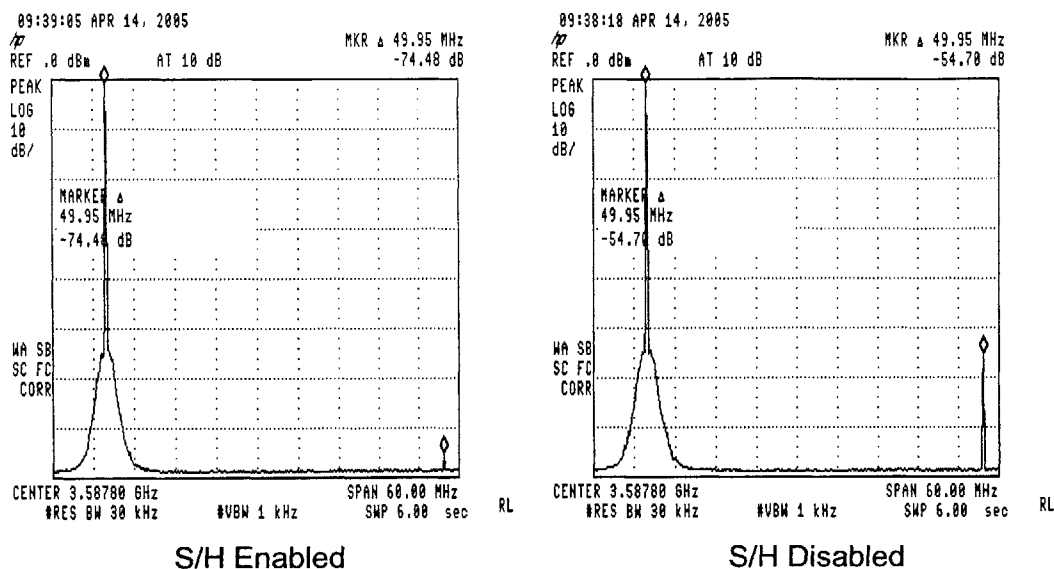 09:39:05 APR 14, 2005
hp
MKR Δ 49.95 MHz
REF .0 dBm AT 10 dB -74.48 dB
PEAK
LOG
10
dB/
MARKER Δ
49.95 MHz
-74.48 dB
WA SB
SC FC
CORR
CENTER 3.58780 GHz SPAN 60.00 MHz
#RES BW 30 kHz #VBW 1 kHz SWP 6.00 sec
RL
S/H Enabled
09:38:18 APR 14, 2005
hp
MKR Δ 49.95 MHz
REF .0 dBm AT 10 dB -54.70 dB
PEAK
LOG
10
dB/
MARKER Δ
49.95 MHz
-54.70 dB
WA SB
SC FC
CORR
CENTER 3.58780 GHz SPAN 60.00 MHz
#RES BW 30 kHz #VBW 1 kHz SWP 6.00 sec
RL
S/H Disabled